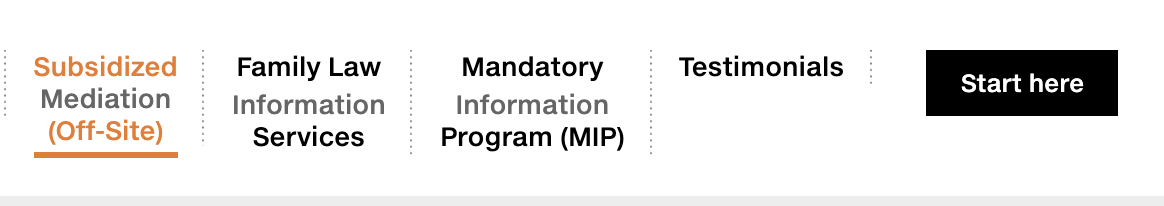 Subsidized
Mediation
(Off-Site)
Family Law
Information
Services
Mandatory
Information
Program (MIP)
Testimonials
Start here